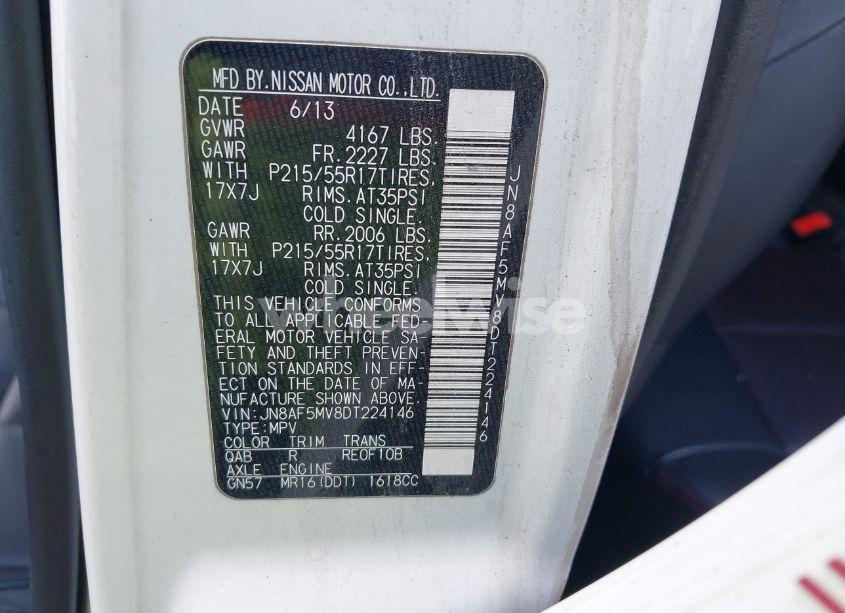 MFD BY.NISSAN MOTOR CO.,LTD.
DATE 6/13
GVWR 4167 LBS.
GAWR FR.2227 LBS.
WITH P215/55R17TIRES,
17X7J RIMS.AT35PSI
COLD SINGLE.
GAWR RR.2006 LBS.
WITH P215/55R17TIRES,
17X7J RIMS.AT35PSI
COLD SINGLE.
THIS VEHICLE CONFORMS
TO ALL APPLICABLE FED-
ERAL MOTOR VEHICLE SA-
FETY AND THEFT PREVEN-
TION STANDARDS IN EFF-
ECT ON THE DATE OF MA-
NUFACTURE SHOWN ABOVE.
VIN:JN8AF5MV8DT224146
TYPE:MPV
COLOR TRIM TRANS
QAB R RE0F10B
AXLE ENGINE
GN57 MR16(DDT) 1618CC
JN8AF5MV8DT224146
wheelwise